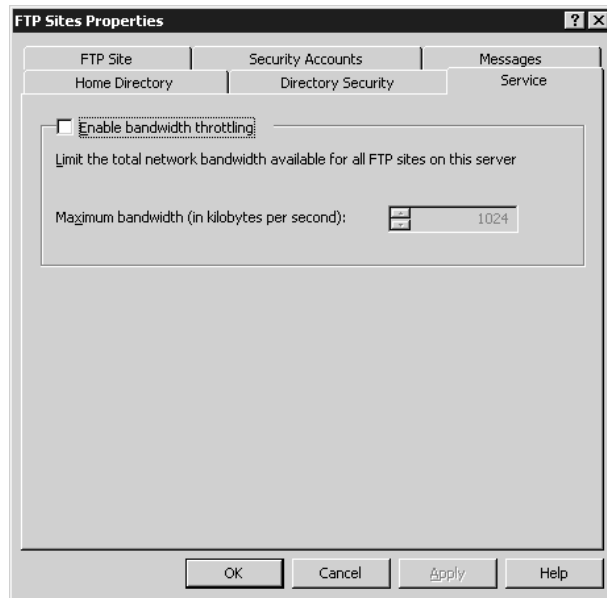 FTP Sites Properties
FTP Site Security Accounts Messages
Home Directory Directory Security Service
Enable bandwidth throttling
Limit the total network bandwidth available for all FTP sites on this server
Maximum bandwidth (in kilobytes per second): 1024
OK Cancel Apply Help